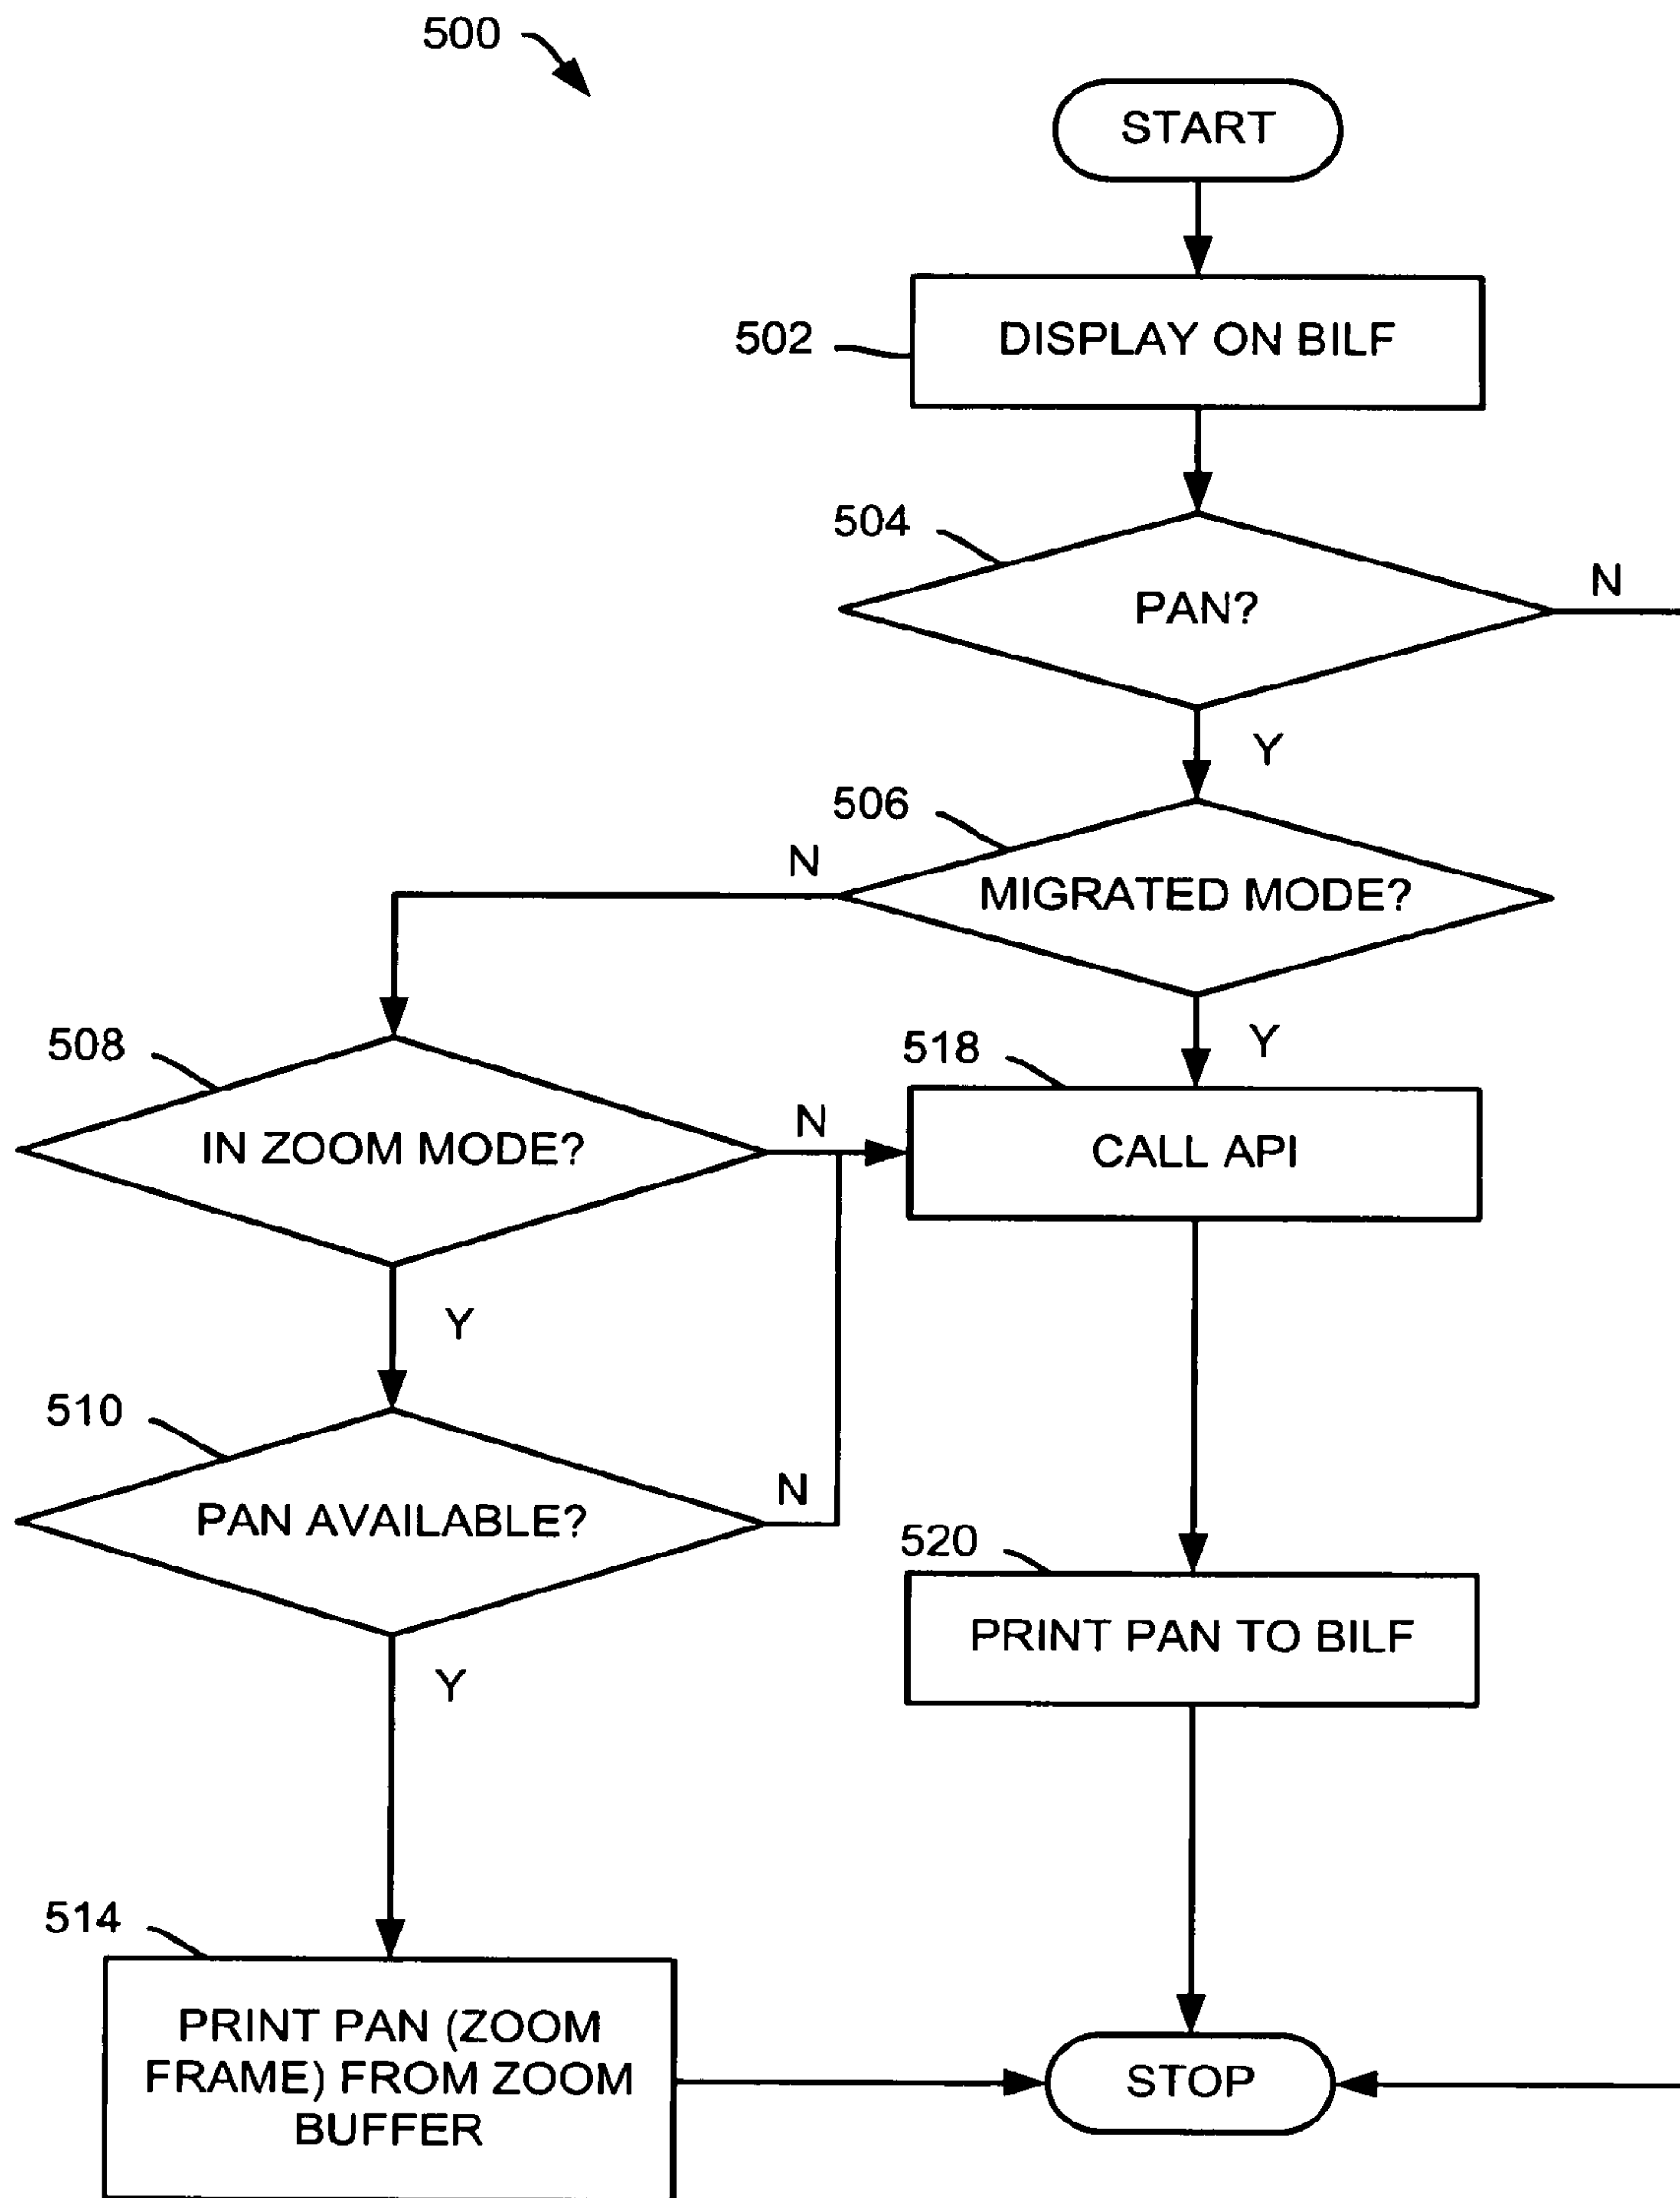 500
START
502
DISPLAY ON BILF
504
PAN?
N
Y
506
N
MIGRATED MODE?
508
518
Y
IN ZOOM MODE?
N
CALL API
Y
510
PAN AVAILABLE?
N
520
PRINT PAN TO BILF
Y
514
PRINT PAN (ZOOM
FRAME) FROM ZOOM
BUFFER
STOP